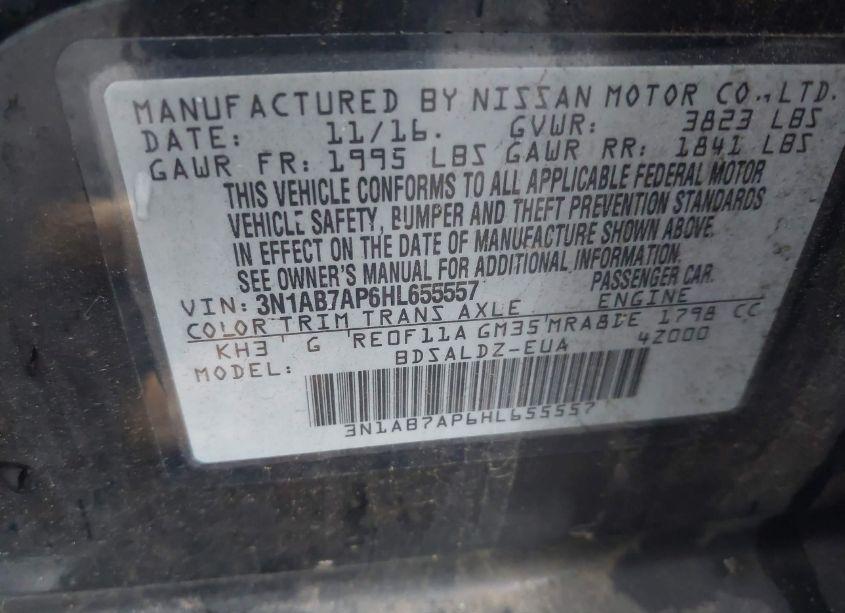 MANUFACTURED BY NISSAN MOTOR CO., LTD.
DATE: 11/16. GVWR: 3823 LBS
GAWR FR: 1995 LBS GAWR RR: 1841 LBS
THIS VEHICLE CONFORMS TO ALL APPLICABLE FEDERAL MOTOR
VEHICLE SAFETY, BUMPER AND THEFT PREVENTION STANDARDS
IN EFFECT ON THE DATE OF MANUFACTURE SHOWN ABOVE.
SEE OWNER'S MANUAL FOR ADDITIONAL INFORMATION.
VIN: 3N1AB7AP6HL655557 PASSENGER CAR.
COLOR TRIM TRANS AXLE ENGINE
KH3 G RE0F11A GM35 MRA8DE 1798 CC
MODEL: BDSALDZ-EUA 42000
3N1AB7AP6HL655557